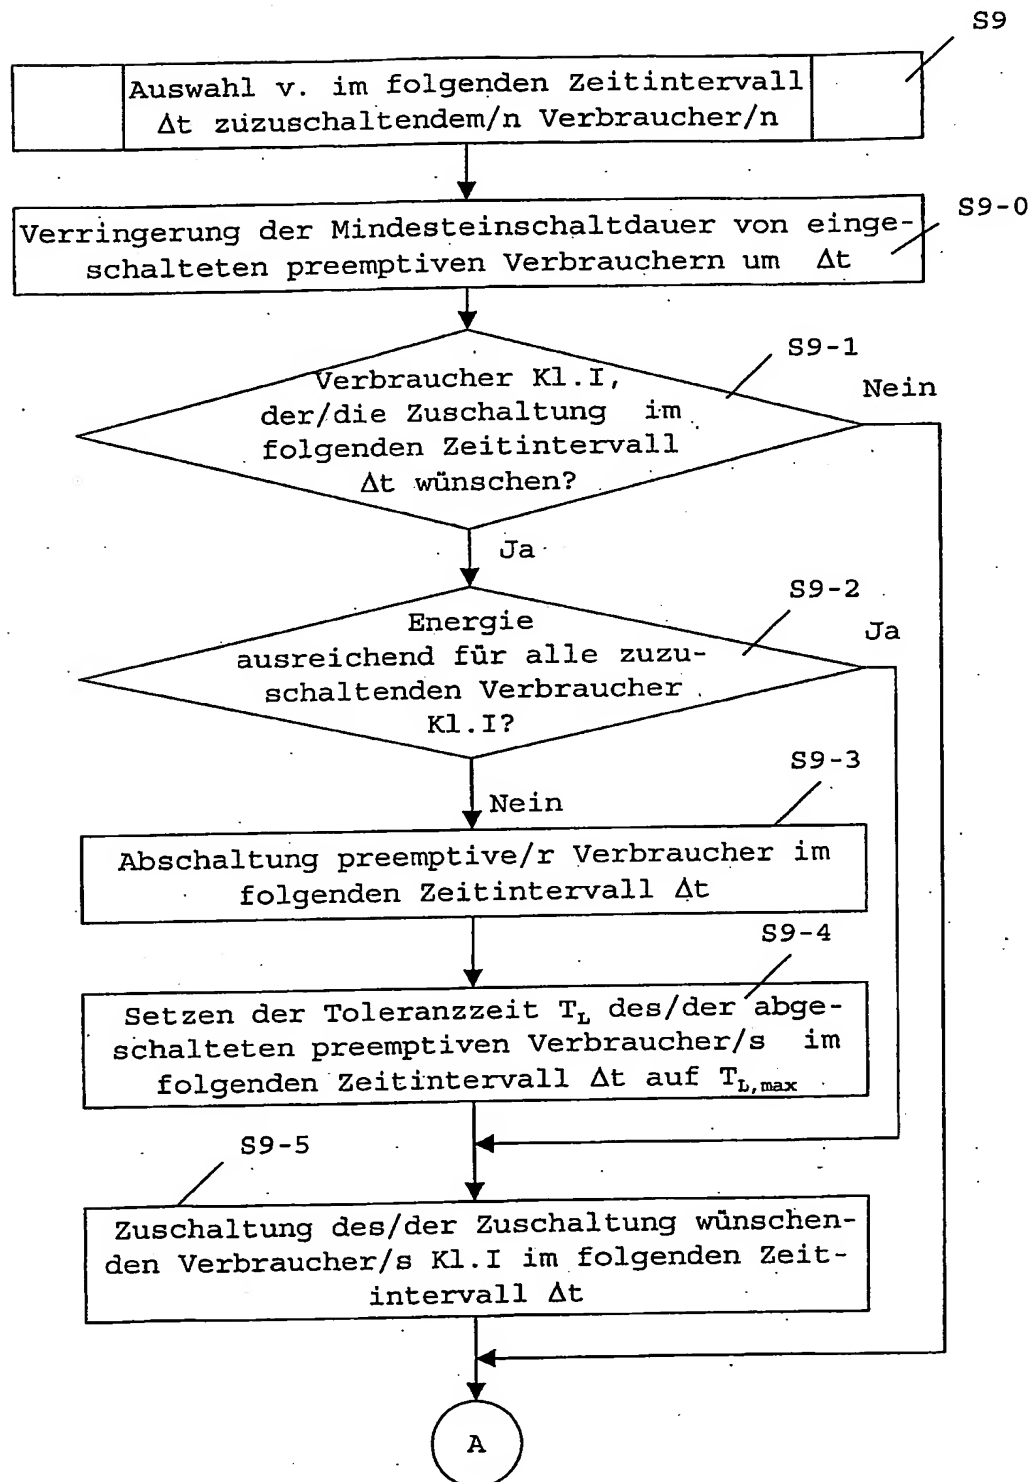 S9
Auswahl v. im folgenden Zeitintervall
Δt zuzuschaltendem/n Verbraucher/n
S9-0
Verringerung der Mindesteinschaltdauer von einge-
schalteten preemptiven Verbrauchern um Δt
S9-1
Verbraucher Kl.I,
der/die Zuschaltung im
folgenden Zeitintervall
Δt wünschen?
Nein
Ja
S9-2
Energie
ausreichend für alle zuzu-
schaltenden Verbraucher
Kl.I?
Ja
Nein
S9-3
Abschaltung preemptive/r Verbraucher im
folgenden Zeitintervall Δt
S9-4
Setzen der Toleranzzeit T_L des/der abge-
schalteten preemptiven Verbraucher/s im
folgenden Zeitintervall Δt auf T_L,max
S9-5
Zuschaltung des/der Zuschaltung wünschen-
den Verbraucher/s Kl.I im folgenden Zeit-
intervall Δt
A